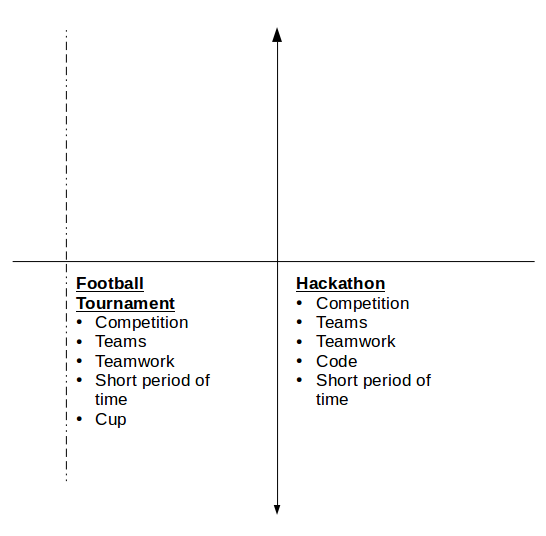 Football
Tournament
• Competition
• Teams
• Teamwork
• Short period of
time
• Cup
Hackathon
• Competition
• Teams
• Teamwork
• Code
• Short period of
time